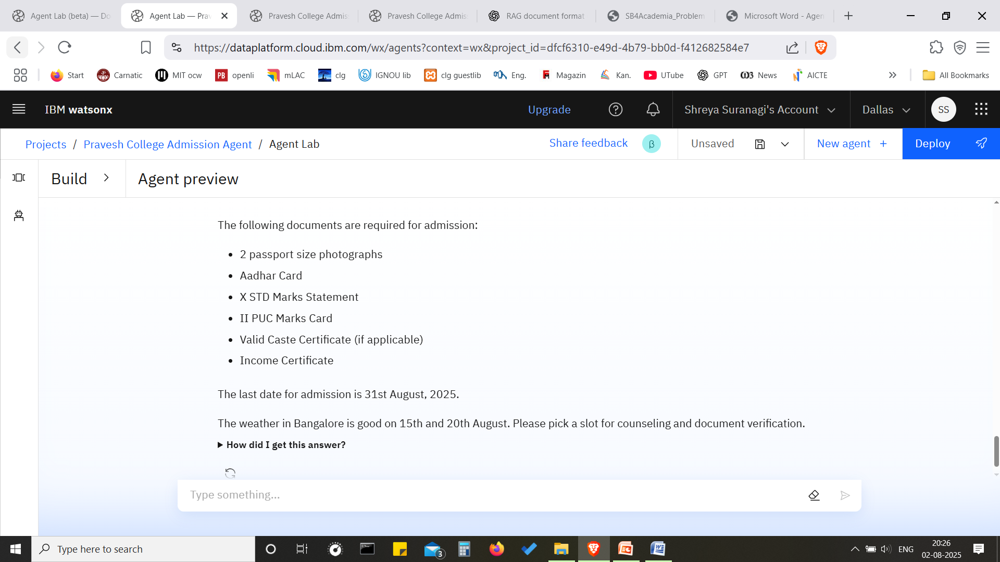 Agent Lab (beta) — Do
Agent Lab — Prav
Pravesh College Admis
Pravesh College Admis
RAG document format
SB4Academia_Problem
Microsoft Word - Agen
https://dataplatform.cloud.ibm.com/wx/agents?context=wx&project_id=dfcf6310-e49d-4b79-bb0d-f412682584e7
Start
Carnatic
MIT ocw
PB openli
mLAC
clg
IGNOU lib
clg guestlib
Eng.
Magazin
Kan.
UTube
GPT
News
AICTE
All Bookmarks
IBM watsonx
Upgrade
Shreya Suranagi's Account
Dallas
SS
Projects / Pravesh College Admission Agent / Agent Lab
Share feedback
β
Unsaved
New agent +
Deploy
Build
Agent preview
The following documents are required for admission:
• 2 passport size photographs
• Aadhar Card
• X STD Marks Statement
• II PUC Marks Card
• Valid Caste Certificate (if applicable)
• Income Certificate
The last date for admission is 31st August, 2025.
The weather in Bangalore is good on 15th and 20th August. Please pick a slot for counseling and document verification.
How did I get this answer?
Type something...
Type here to search
3
ENG
20:26
02-08-2025